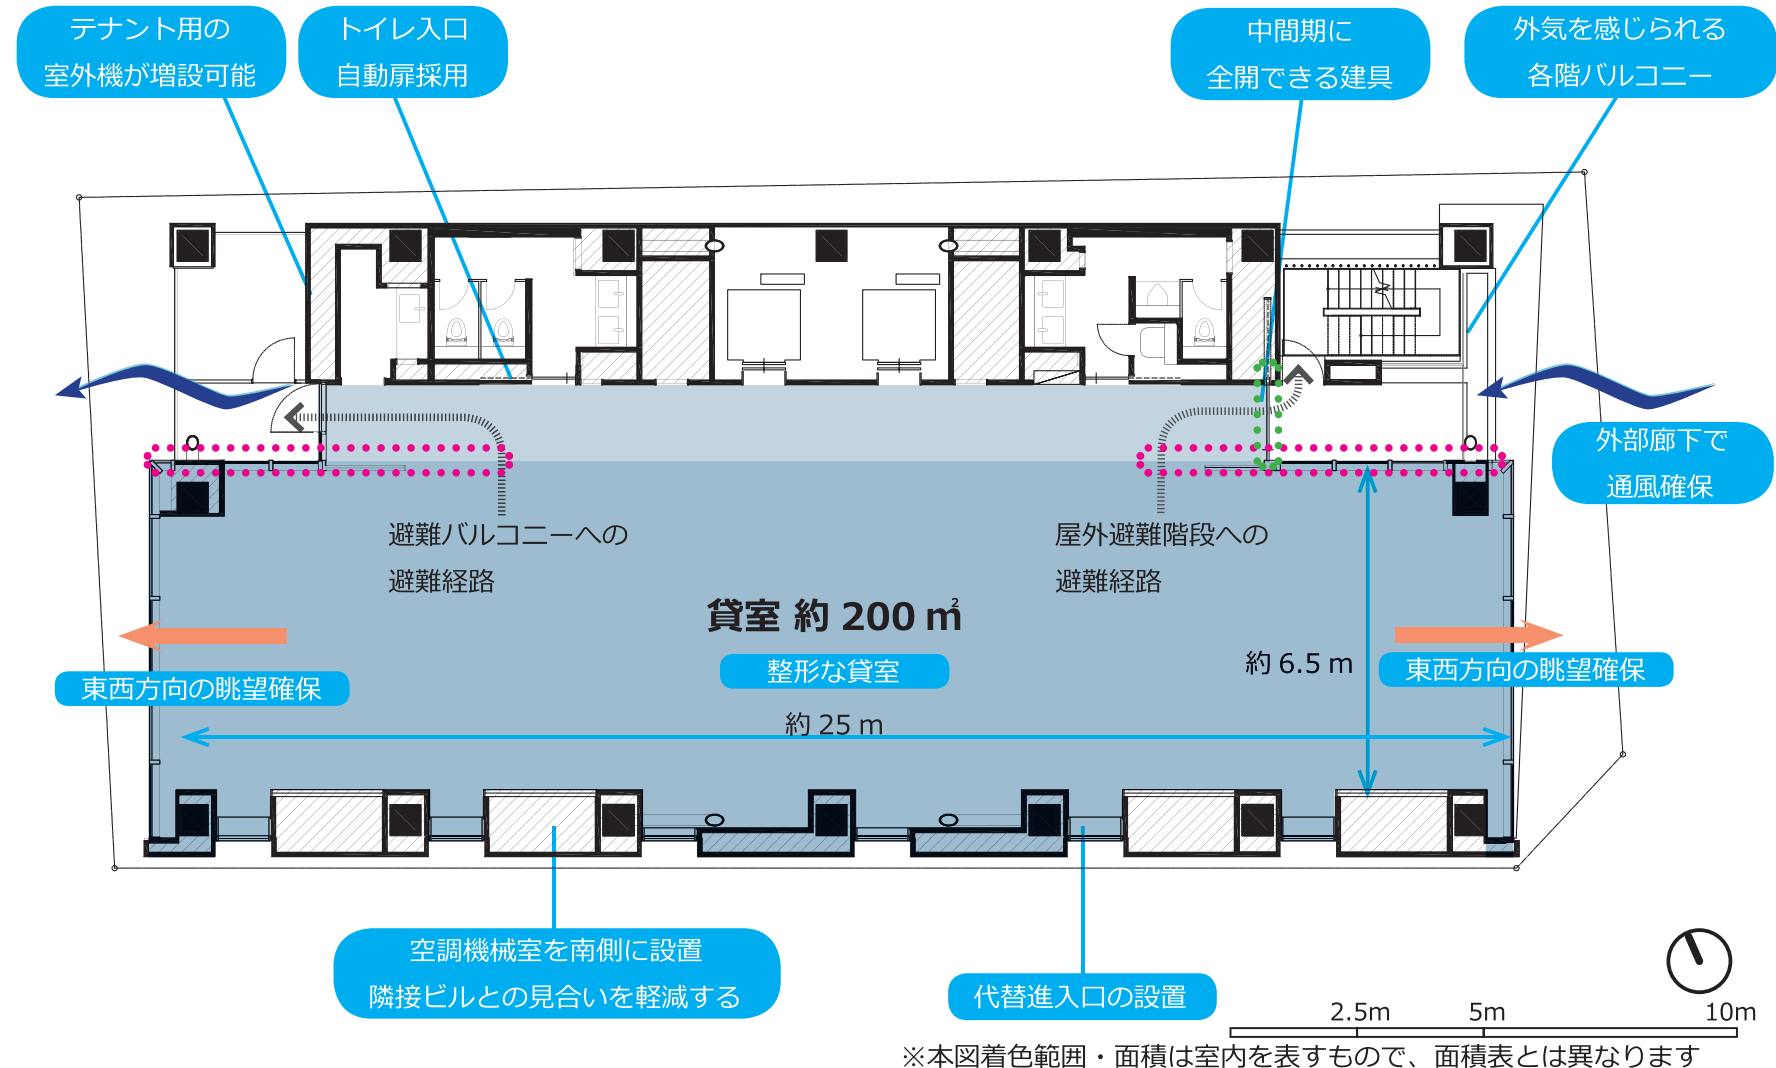 テナント用の
室外機が増設可能
トイレ入口
自動扉採用
中間期に
全開できる建具
外気を感じられる
各階バルコニー
外部廊下で
通風確保
避難バルコニーへの
避難経路
屋外避難階段への
避難経路
貸室 約 200 ㎡
整形な貸室
約 6.5 m
東西方向の眺望確保
東西方向の眺望確保
約 25 m
空調機械室を南側に設置
隣接ビルとの見合いを軽減する
代替進入口の設置
2.5m 5m 10m
※本図着色範囲・面積は室内を表すもので、面積表とは異なります